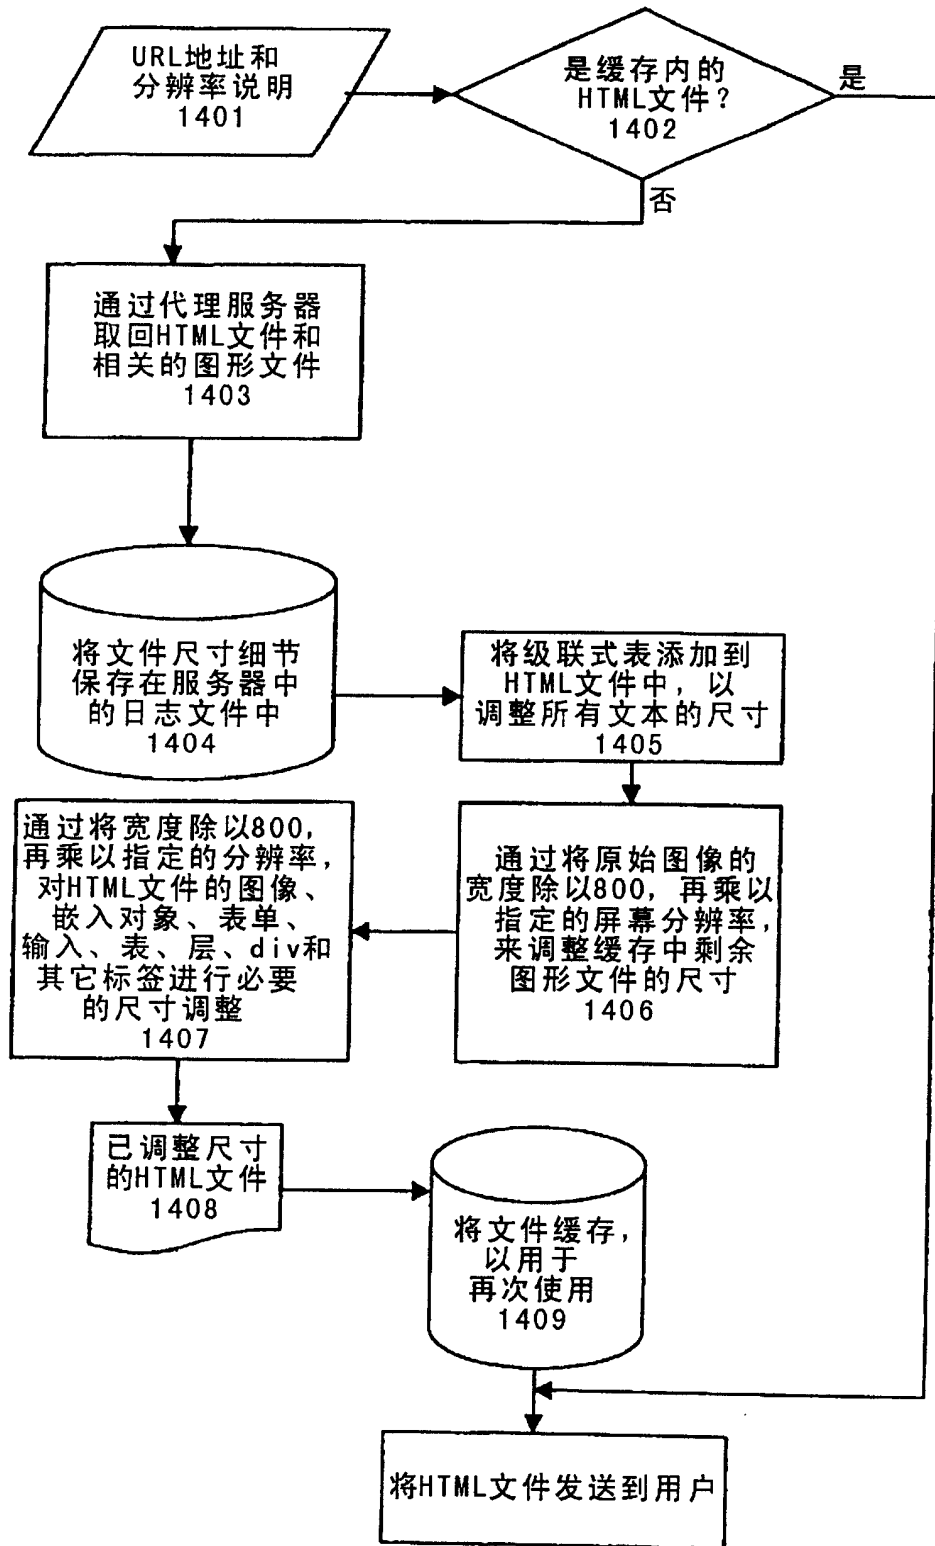 URL地址和
分辨率说明
1401
是缓存内的
HTML文件？
1402
是
否
通过代理服务器
取回HTML文件和
相关的图形文件
1403
将文件尺寸细节
保存在服务器中
的日志文件中
1404
将级联式表添加到
HTML文件中，以
调整所有文本的尺寸
1405
通过将原始图像的
宽度除以800，再乘以
指定的屏幕分辨率，
来调整缓存中剩余
图形文件的尺寸
1406
通过将宽度除以800，
再乘以指定的分辨率，
对HTML文件的图像、
嵌入对象、表单、
输入、表、层、div和
其它标签进行必要
的尺寸调整
1407
已调整尺寸
的HTML文件
1408
将文件缓存，
以用于
再次使用
1409
将HTML文件发送到用户